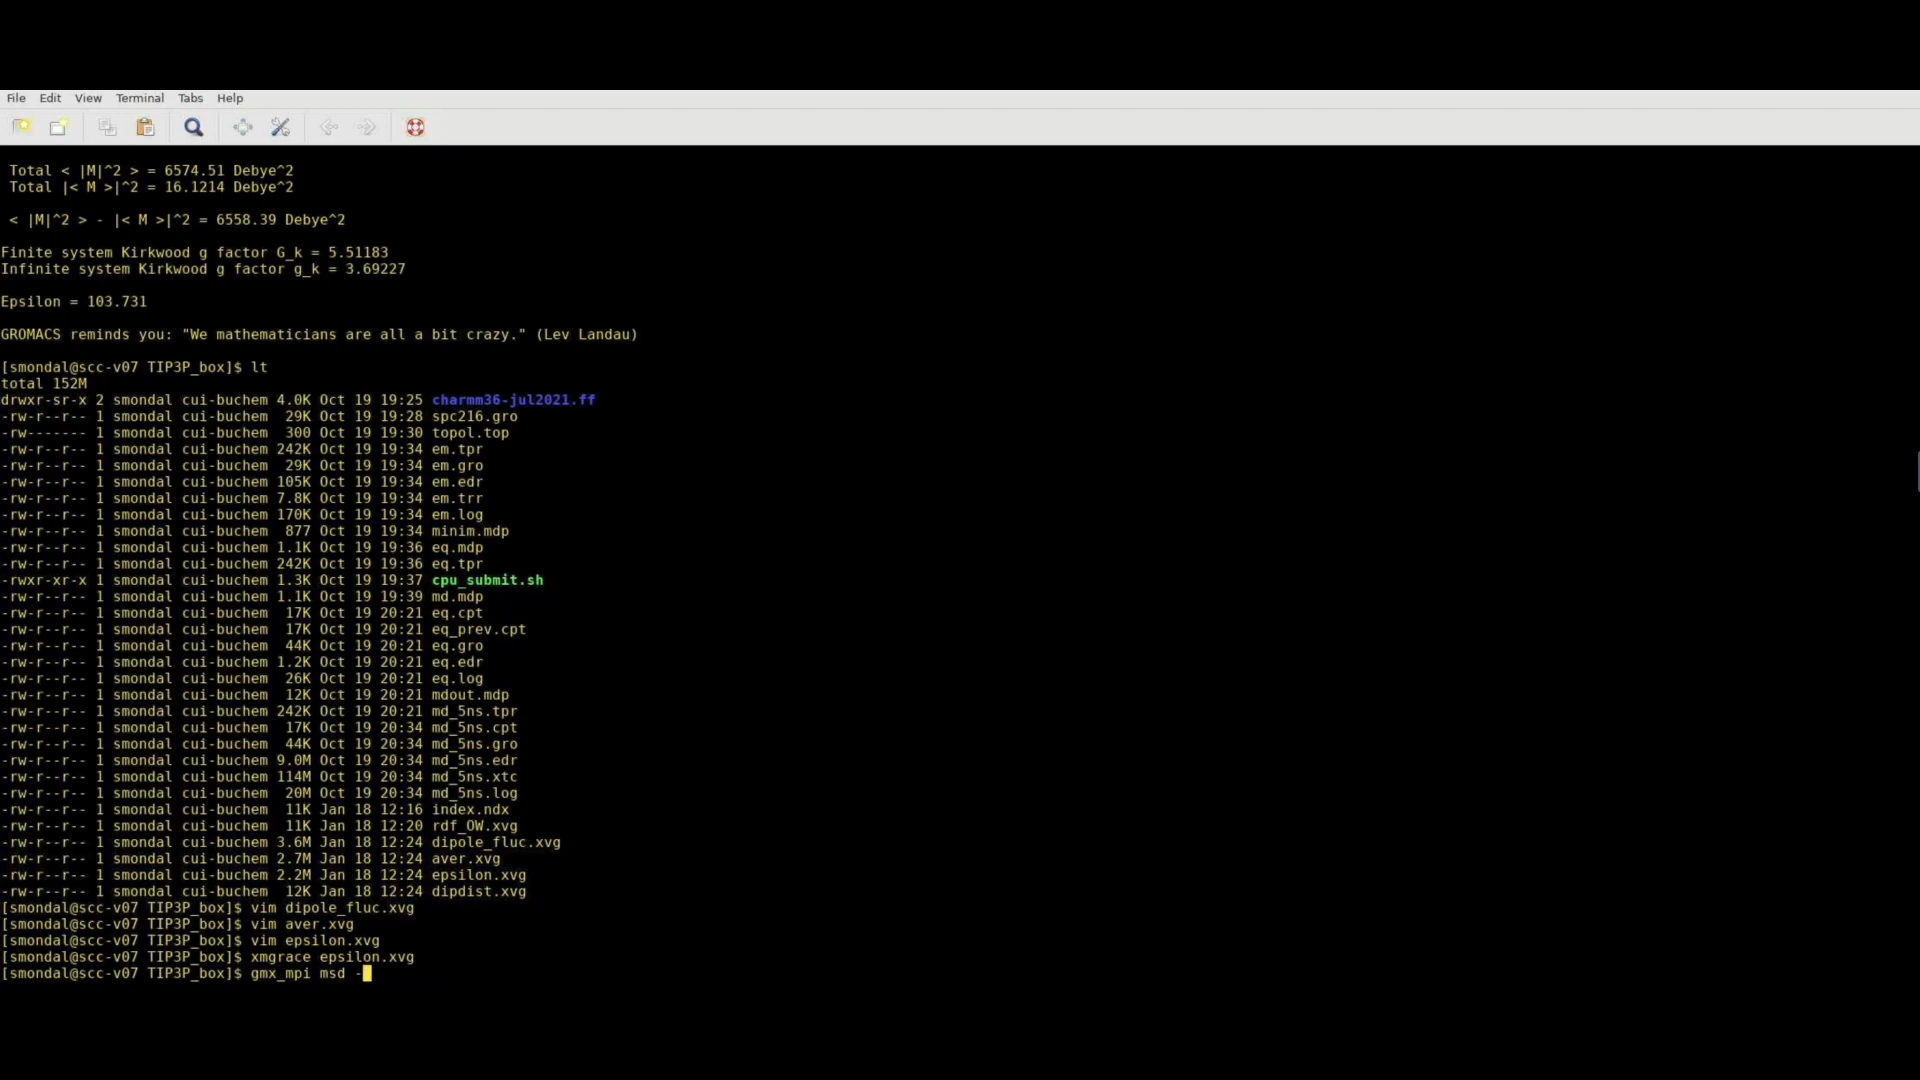 File Edit View Terminal Tabs Help
Total < |M|^2 > = 6574.51 Debye^2
Total |< M >|^2 = 16.1214 Debye^2
< |M|^2 > - |< M >|^2 = 6558.39 Debye^2
Finite system Kirkwood g factor G_k = 5.51183
Infinite system Kirkwood g factor g_k = 3.69227
Epsilon = 103.731
GROMACS reminds you: "We mathematicians are all a bit crazy." (Lev Landau)
[smondal@scc-v07 TIP3P_box]$ lt
total 152M
drwxr-sr-x 2 smondal cui-buchem 4.0K Oct 19 19:25 charmm36-jul2021.ff
-rw-r--r-- 1 smondal cui-buchem 29K Oct 19 19:28 spc216.gro
-rw------- 1 smondal cui-buchem 300 Oct 19 19:30 topol.top
-rw-r--r-- 1 smondal cui-buchem 242K Oct 19 19:34 em.tpr
-rw-r--r-- 1 smondal cui-buchem 29K Oct 19 19:34 em.gro
-rw-r--r-- 1 smondal cui-buchem 105K Oct 19 19:34 em.edr
-rw-r--r-- 1 smondal cui-buchem 7.8K Oct 19 19:34 em.trr
-rw-r--r-- 1 smondal cui-buchem 170K Oct 19 19:34 em.log
-rw-r--r-- 1 smondal cui-buchem 877 Oct 19 19:34 minim.mdp
-rw-r--r-- 1 smondal cui-buchem 1.1K Oct 19 19:36 eq.mdp
-rw-r--r-- 1 smondal cui-buchem 242K Oct 19 19:36 eq.tpr
-rwxr-xr-x 1 smondal cui-buchem 1.3K Oct 19 19:37 cpu_submit.sh
-rw-r--r-- 1 smondal cui-buchem 1.1K Oct 19 19:39 md.mdp
-rw-r--r-- 1 smondal cui-buchem 17K Oct 19 20:21 eq.cpt
-rw-r--r-- 1 smondal cui-buchem 17K Oct 19 20:21 eq_prev.cpt
-rw-r--r-- 1 smondal cui-buchem 44K Oct 19 20:21 eq.gro
-rw-r--r-- 1 smondal cui-buchem 1.2K Oct 19 20:21 eq.edr
-rw-r--r-- 1 smondal cui-buchem 26K Oct 19 20:21 eq.log
-rw-r--r-- 1 smondal cui-buchem 12K Oct 19 20:21 mdout.mdp
-rw-r--r-- 1 smondal cui-buchem 242K Oct 19 20:21 md_5ns.tpr
-rw-r--r-- 1 smondal cui-buchem 17K Oct 19 20:34 md_5ns.cpt
-rw-r--r-- 1 smondal cui-buchem 44K Oct 19 20:34 md_5ns.gro
-rw-r--r-- 1 smondal cui-buchem 9.0M Oct 19 20:34 md_5ns.edr
-rw-r--r-- 1 smondal cui-buchem 114M Oct 19 20:34 md_5ns.xtc
-rw-r--r-- 1 smondal cui-buchem 20M Oct 19 20:34 md_5ns.log
-rw-r--r-- 1 smondal cui-buchem 11K Jan 18 12:16 index.ndx
-rw-r--r-- 1 smondal cui-buchem 11K Jan 18 12:20 rdf_OW.xvg
-rw-r--r-- 1 smondal cui-buchem 3.6M Jan 18 12:24 dipole_fluc.xvg
-rw-r--r-- 1 smondal cui-buchem 2.7M Jan 18 12:24 aver.xvg
-rw-r--r-- 1 smondal cui-buchem 2.2M Jan 18 12:24 epsilon.xvg
-rw-r--r-- 1 smondal cui-buchem 12K Jan 18 12:24 dipdist.xvg
[smondal@scc-v07 TIP3P_box]$ vim dipole_fluc.xvg
[smondal@scc-v07 TIP3P_box]$ vim aver.xvg
[smondal@scc-v07 TIP3P_box]$ vim epsilon.xvg
[smondal@scc-v07 TIP3P_box]$ xmgrace epsilon.xvg
[smondal@scc-v07 TIP3P_box]$ gmx_mpi msd -